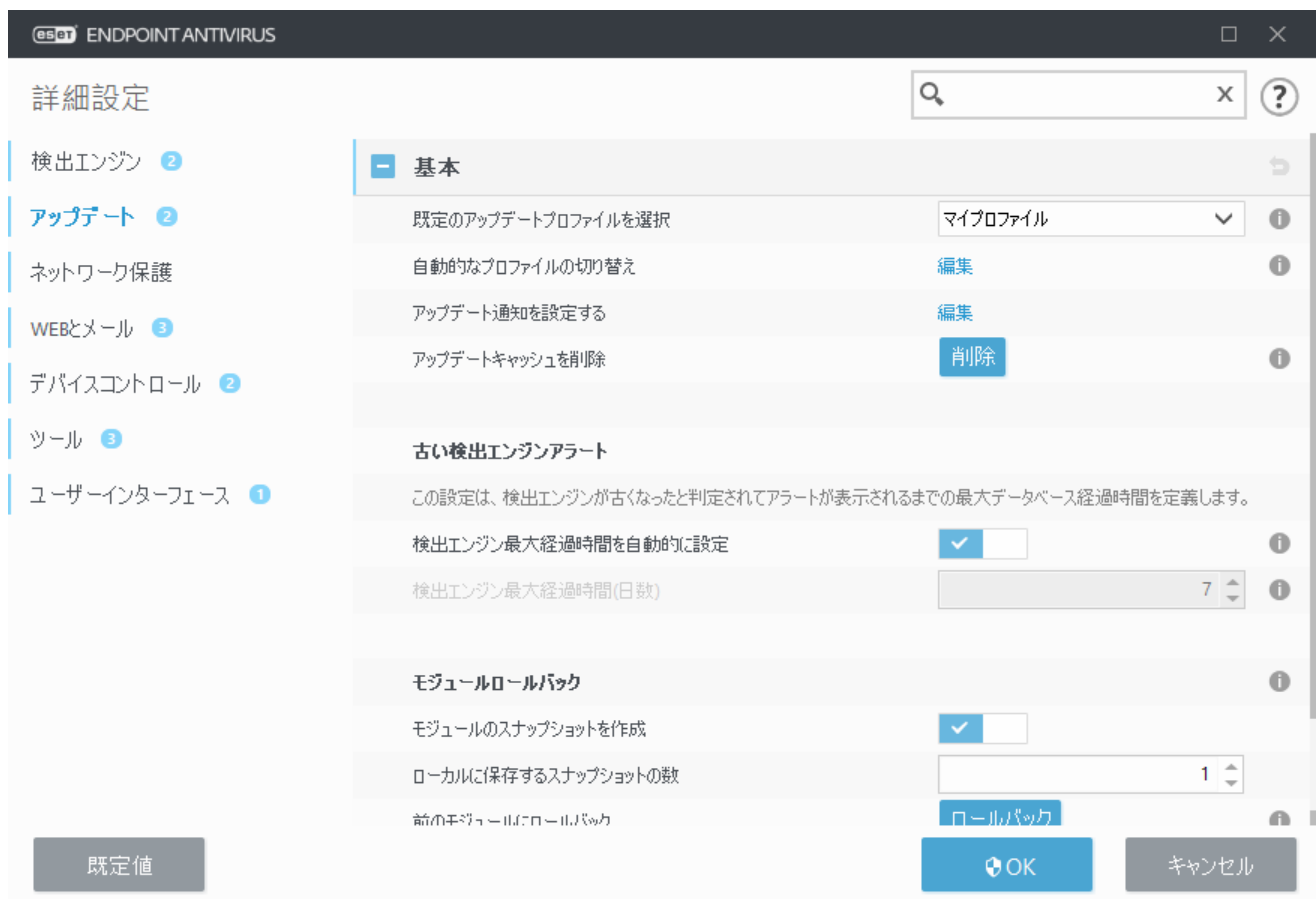 eset ENDPOINT ANTIVIRUS
詳細設定
検出エンジン 2
アップデート 2
ネットワーク保護
WEBとメール 3
デバイスコントロール 2
ツール 3
ユーザーインターフェース 1
基本
既定のアップデートプロファイルを選択 マイプロファイル
自動的なプロファイルの切り替え 編集
アップデート通知を設定する 編集
アップデートキャッシュを削除 削除
古い検出エンジンアラート
この設定は、検出エンジンが古くなったと判定されてアラートが表示されるまでの最大データベース経過時間を定義します。
検出エンジン最大経過時間を自動的に設定
検出エンジン最大経過時間(日数) 7
モジュールロールバック
モジュールのスナップショットを作成
ローカルに保存するスナップショットの数 1
前のモジュールにロールバック ロールバック
既定値 OK キャンセル